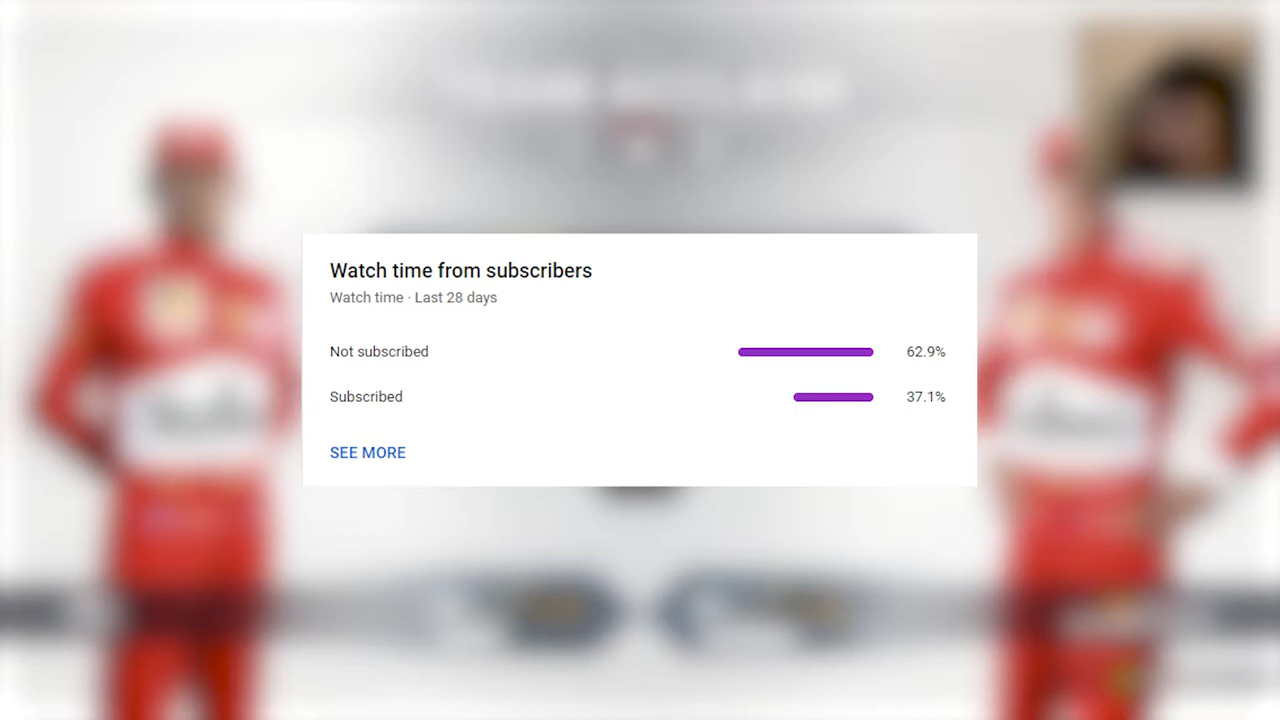 Watch time from subscribers
Watch time · Last 28 days
Not subscribed 62.9%
Subscribed 37.1%
SEE MORE